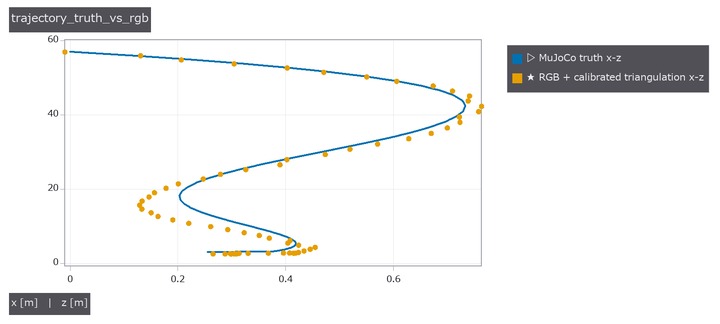 trajectory_truth_vs_rgb
▷ MuJoCo truth x-z
★ RGB + calibrated triangulation x-z
60
40
20
0
0 0.2 0.4 0.6
x [m] | z [m]